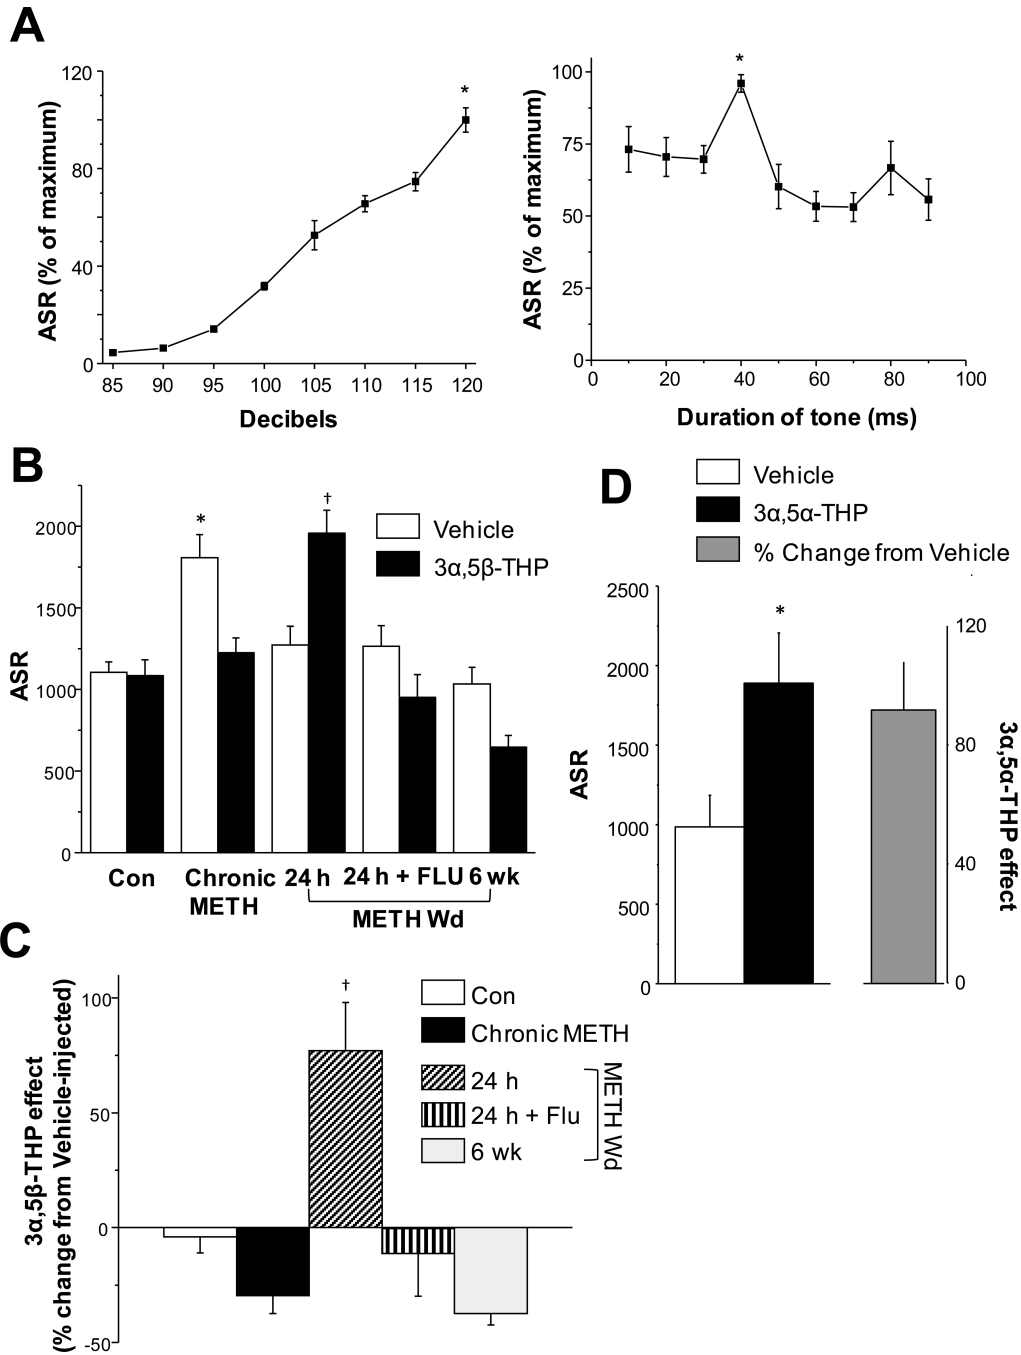 A
120
80
40
0
ASR (% of maximum)
*
85 90 95 100 105 110 115 120
Decibels
100
75
50
25
0
ASR (% of maximum)
*
0 20 40 60 80 100
Duration of tone (ms)
B
2000
1500
1000
500
0
ASR
*
†
Vehicle
3α,5β-THP
Con
Chronic METH
24 h
24 h + FLU
6 wk
METH Wd
C
100
50
0
-50
3α,5β-THP effect
(% change from Vehicle-injected)
†
Con
Chronic METH
24 h
24 h + Flu
6 wk
METH Wd
D
Vehicle
3α,5α-THP
% Change from Vehicle
2500
2000
1500
1000
500
0
ASR
*
120
80
40
0
3α,5α-THP effect